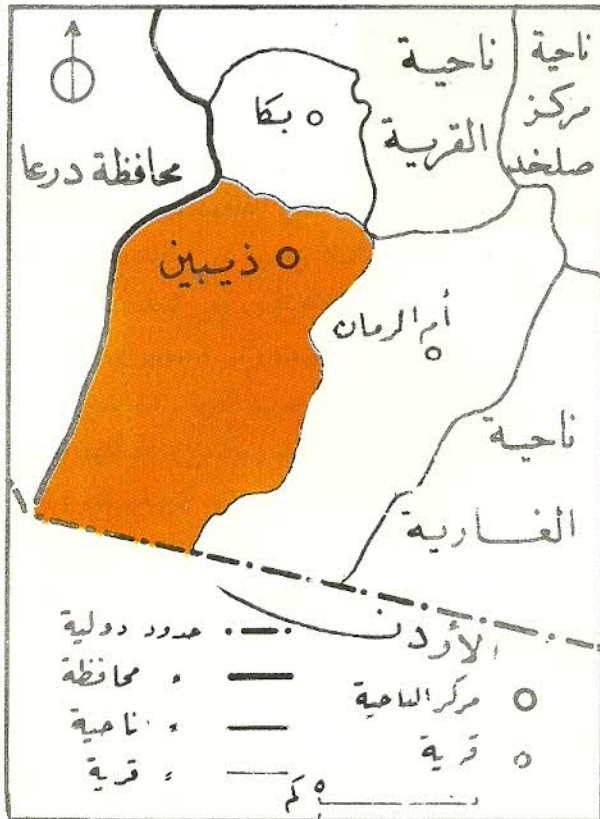 ناحية
مركز
صلخد
ناحية
القرية
بكا
محافظة درعا
ذيبين
أم الرمان
ناحية
الغارية
الأردن
حدود دولية
" محافظة
" ناحية
" قرية
مركز الناحية
قرية
٥ كم